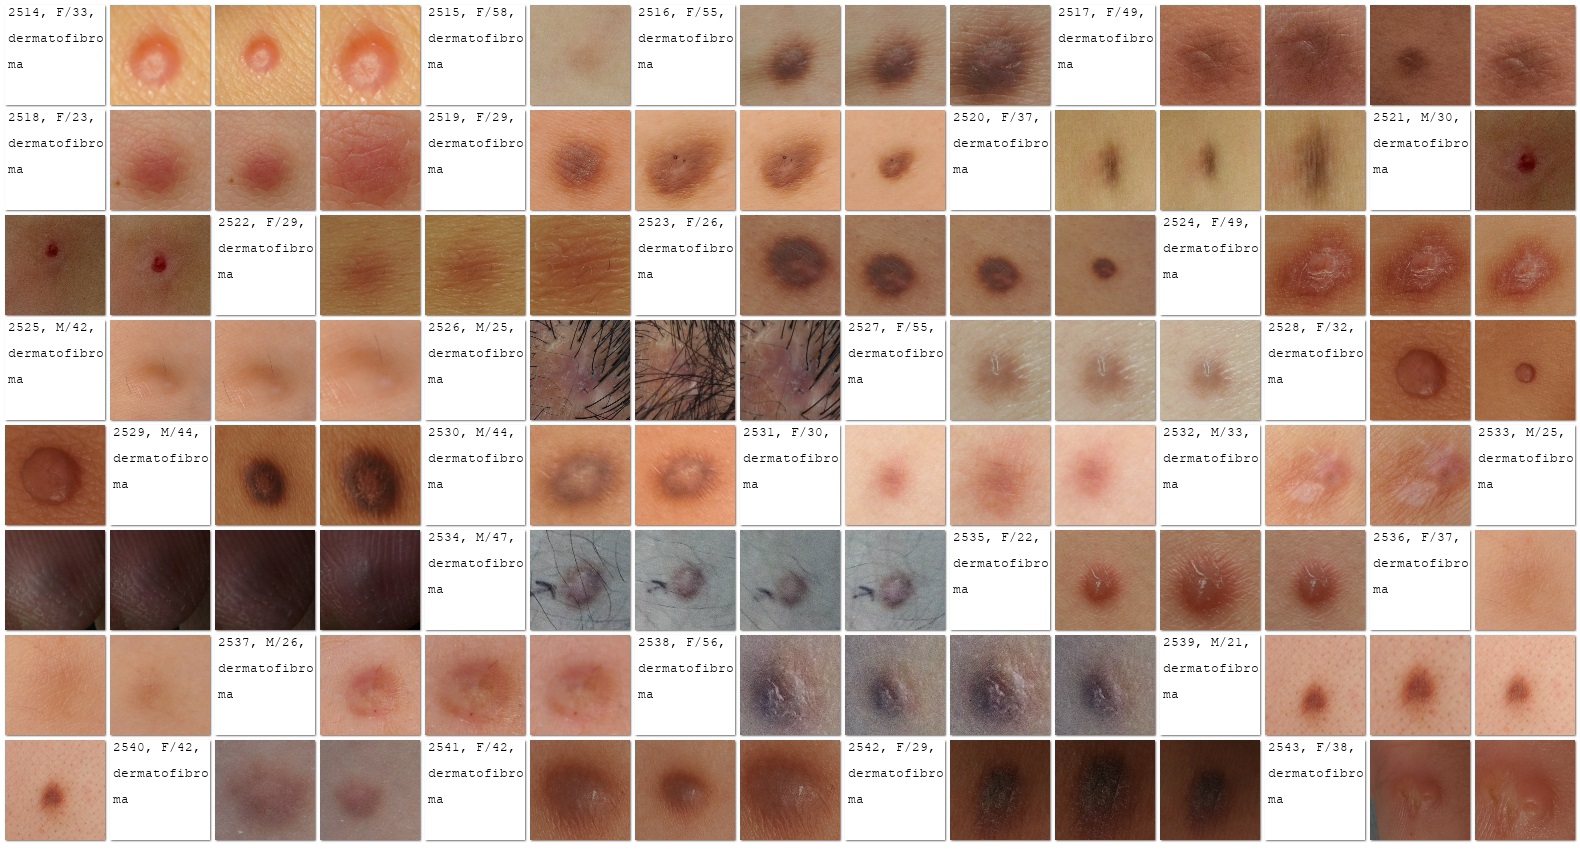 2514, F/33,
dermatofibro
ma
2515, F/58,
dermatofibro
ma
2516, F/55,
dermatofibro
ma
2517, F/49,
dermatofibro
ma
2518, F/23,
dermatofibro
ma
2519, F/29,
dermatofibro
ma
2520, F/37,
dermatofibro
ma
2521, M/30,
dermatofibro
ma
2522, F/29,
dermatofibro
ma
2523, F/26,
dermatofibro
ma
2524, F/49,
dermatofibro
ma
2525, M/42,
dermatofibro
ma
2526, M/25,
dermatofibro
ma
2527, F/55,
dermatofibro
ma
2528, F/32,
dermatofibro
ma
2529, M/44,
dermatofibro
ma
2530, M/44,
dermatofibro
ma
2531, F/30,
dermatofibro
ma
2532, M/33,
dermatofibro
ma
2533, M/25,
dermatofibro
ma
2534, M/47,
dermatofibro
ma
2535, F/22,
dermatofibro
ma
2536, F/37,
dermatofibro
ma
2537, M/26,
dermatofibro
ma
2538, F/56,
dermatofibro
ma
2539, M/21,
dermatofibro
ma
2540, F/42,
dermatofibro
ma
2541, F/42,
dermatofibro
ma
2542, F/29,
dermatofibro
ma
2543, F/38,
dermatofibro
ma